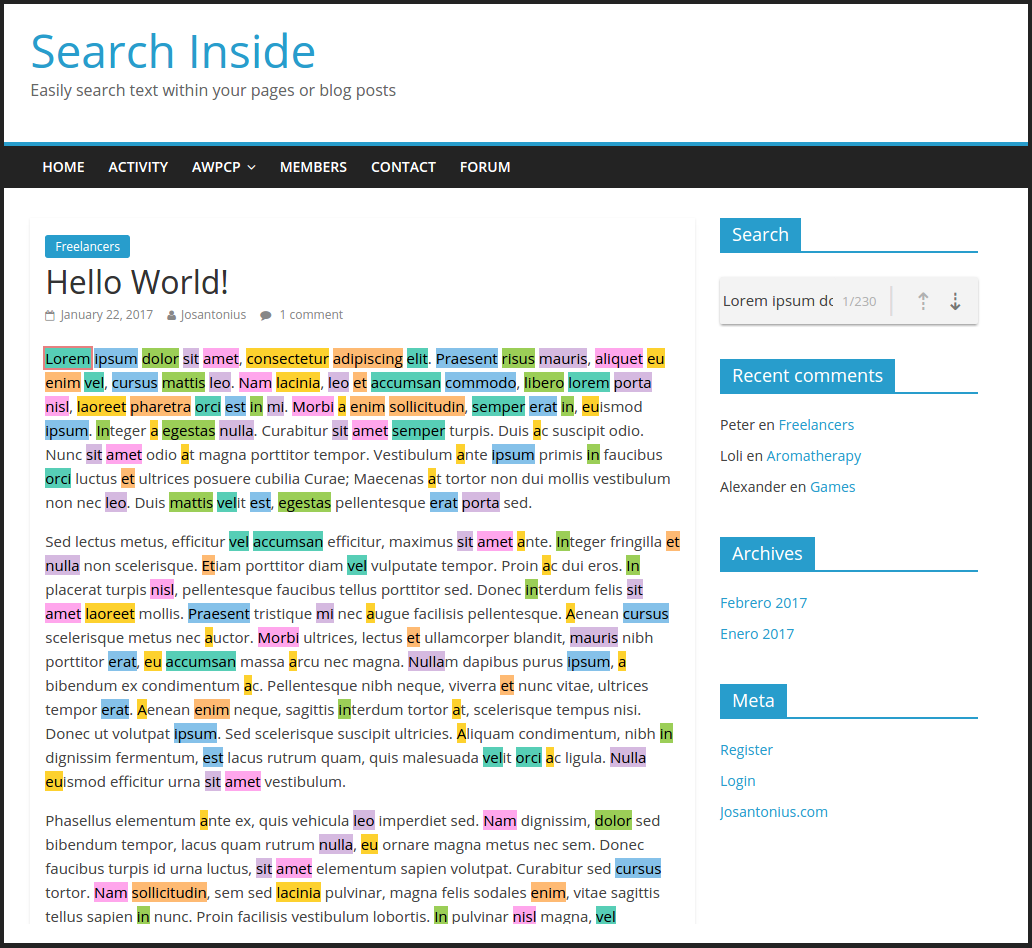 Search Inside
Easily search text within your pages or blog posts
HOME ACTIVITY AWPCP MEMBERS CONTACT FORUM
Freelancers
Hello World!
January 22, 2017 Josantonius 1 comment
Lorem ipsum dolor sit amet, consectetur adipiscing elit. Praesent risus mauris, aliquet eu
enim vel, cursus mattis leo. Nam lacinia, leo et accumsan commodo, libero lorem porta
nisl, laoreet pharetra orci est in mi. Morbi a enim sollicitudin, semper erat in, euismod
ipsum. Integer a egestas nulla. Curabitur sit amet semper turpis. Duis ac suscipit odio.
Nunc sit amet odio at magna porttitor tempor. Vestibulum ante ipsum primis in faucibus
orci luctus et ultrices posuere cubilia Curae; Maecenas at tortor non dui mollis vestibulum
non nec leo. Duis mattis velit est, egestas pellentesque erat porta sed.
Sed lectus metus, efficitur vel accumsan efficitur, maximus sit amet ante. Integer fringilla et
nulla non scelerisque. Etiam porttitor diam vel vulputate tempor. Proin ac dui eros. In
placerat turpis nisl, pellentesque faucibus tellus porttitor sed. Donec interdum felis sit
amet laoreet mollis. Praesent tristique mi nec augue facilisis pellentesque. Aenean cursus
scelerisque metus nec auctor. Morbi ultrices, lectus et ullamcorper blandit, mauris nibh
porttitor erat, eu accumsan massa arcu nec magna. Nullam dapibus purus ipsum, a
bibendum ex condimentum ac. Pellentesque nibh neque, viverra et nunc vitae, ultrices
tempor erat. Aenean enim neque, sagittis interdum tortor at, scelerisque tempus nisi.
Donec ut volutpat ipsum. Sed scelerisque suscipit ultricies. Aliquam condimentum, nibh in
dignissim fermentum, est lacus rutrum quam, quis malesuada velit orci ac ligula. Nulla
euismod efficitur urna sit amet vestibulum.
Phasellus elementum ante ex, quis vehicula leo imperdiet sed. Nam dignissim, dolor sed
bibendum tempor, lacus quam rutrum nulla, eu ornare magna metus nec sem. Donec
faucibus turpis id urna luctus, sit amet elementum sapien volutpat. Curabitur sed cursus
tortor. Nam sollicitudin, sem sed lacinia pulvinar, magna felis sodales enim, vitae sagittis
tellus sapien in nunc. Proin facilisis vestibulum lobortis. In pulvinar nisl magna, vel
Search
Lorem ipsum dc 1/230
Recent comments
Peter en Freelancers
Loli en Aromatherapy
Alexander en Games
Archives
Febrero 2017
Enero 2017
Meta
Register
Login
Josantonius.com